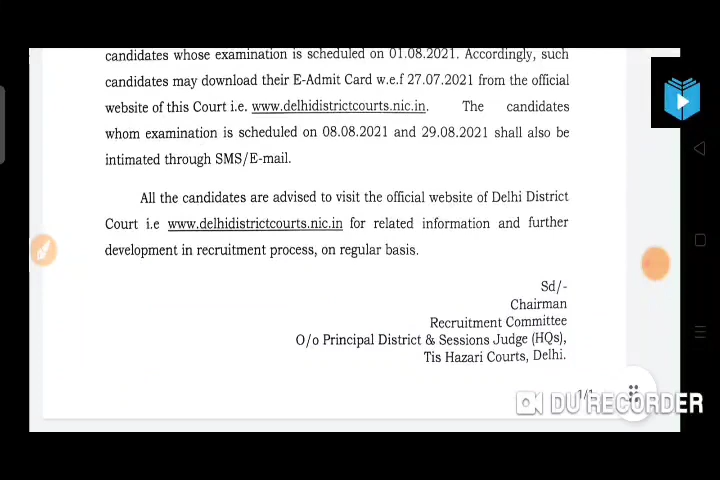 candidates whose examination is scheduled on 01.08.2021. Accordingly, such
candidates may download their E-Admit Card w.e.f 27.07.2021 from the official
website of this Court i.e. www.delhidistrictcourts.nic.in. The candidates
whom examination is scheduled on 08.08.2021 and 29.08.2021 shall also be
intimated through SMS/E-mail.
All the candidates are advised to visit the official website of Delhi District
Court i.e www.delhidistrictcourts.nic.in for related information and further
development in recruitment process, on regular basis.
Sd/-
Chairman
Recruitment Committee
O/o Principal District & Sessions Judge (HQs),
Tis Hazari Courts, Delhi.
1/1
DU RECORDER